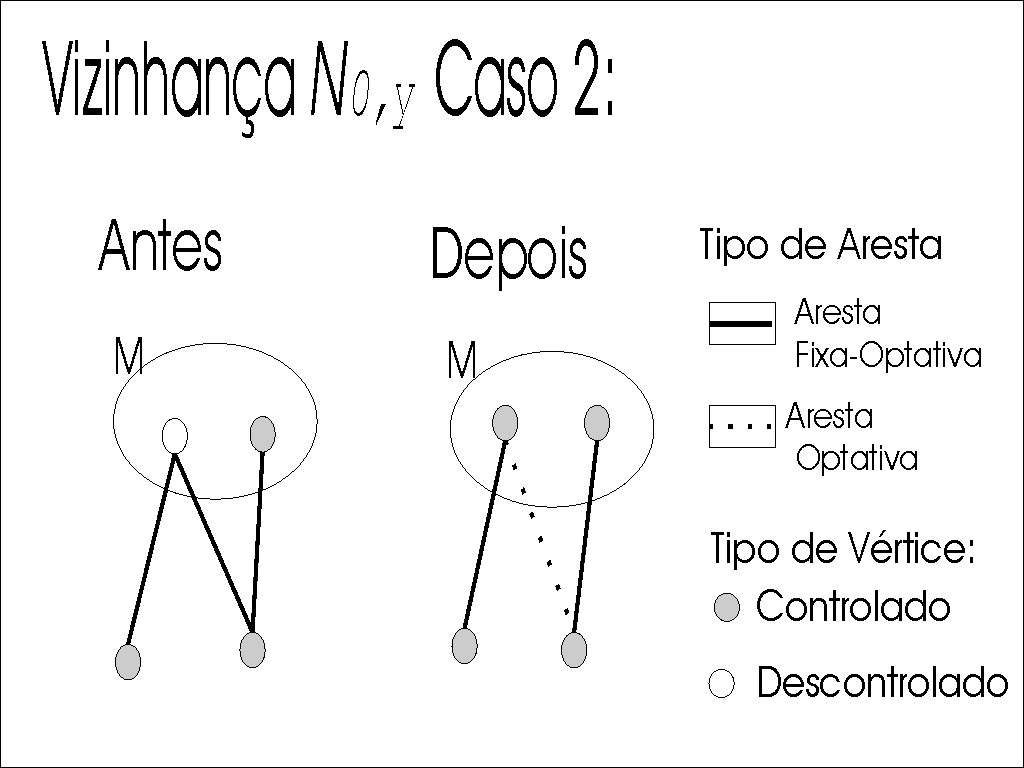 Vizinhança N0,y Caso 2:
Antes
Depois
M
M
Tipo de Aresta
Aresta
Fixa-Optativa
Aresta
Optativa
Tipo de Vértice:
Controlado
Descontrolado